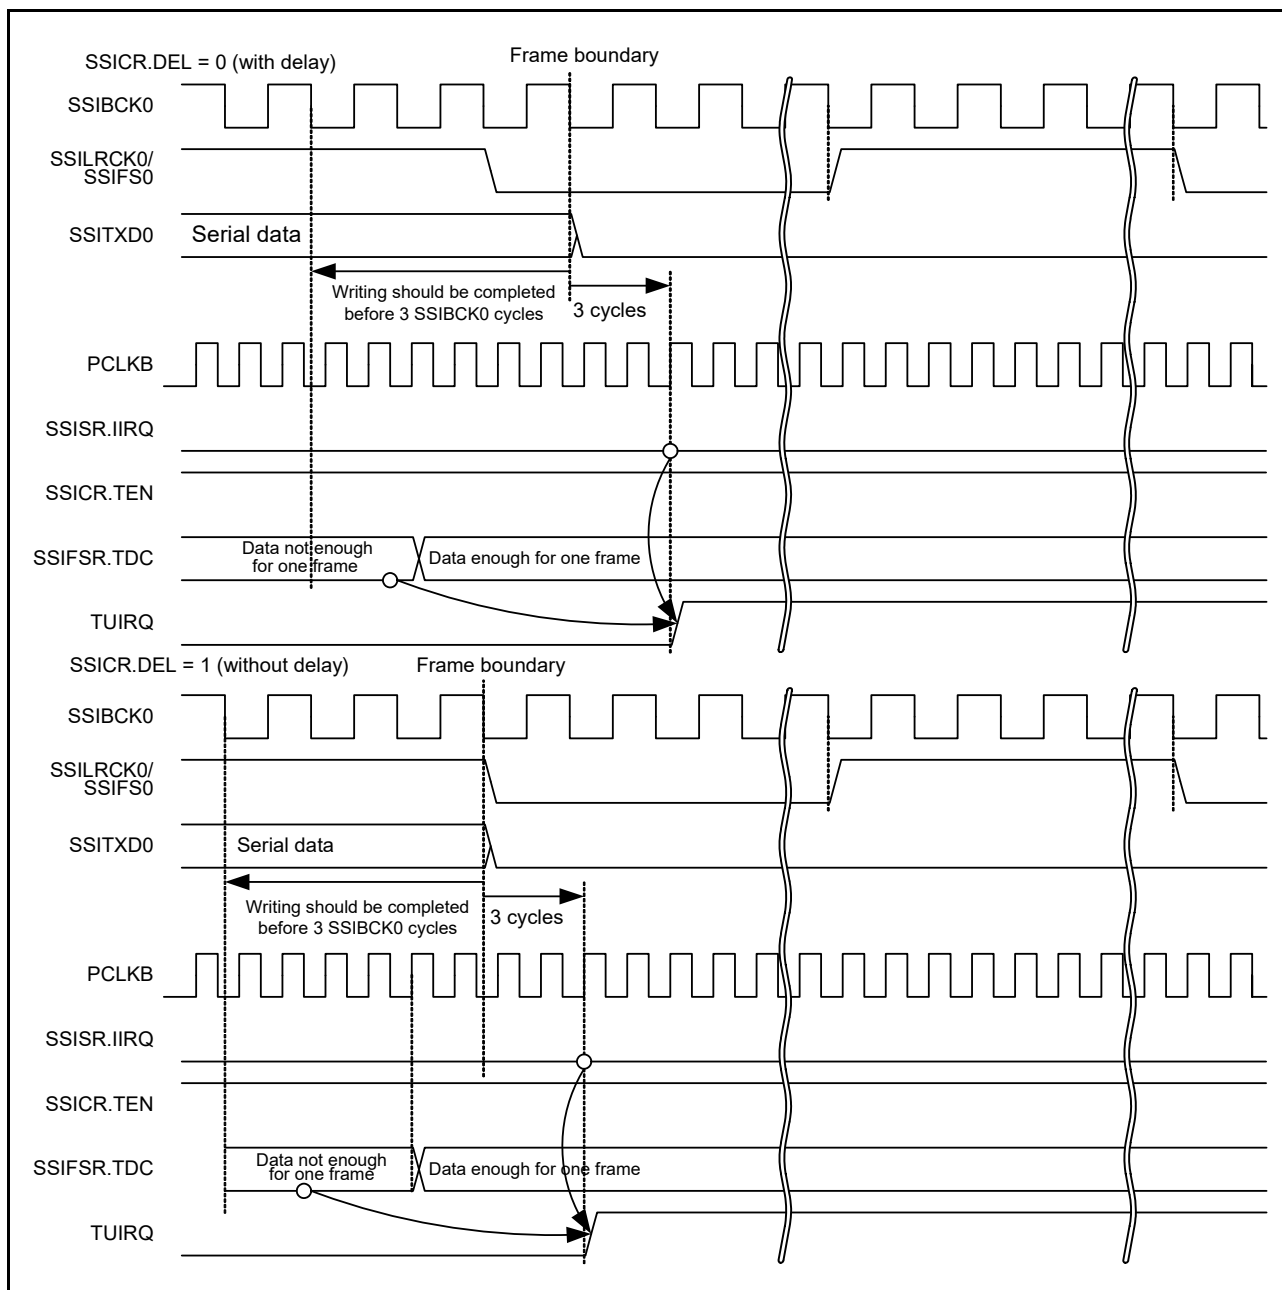 SSICR.DEL = 0 (with delay)
Frame boundary
SSIBCK0
SSILRCK0/
SSIFS0
SSITXD0
Serial data
Writing should be completed
before 3 SSIBCK0 cycles
3 cycles
PCLKB
SSISR.IIRQ
SSICR.TEN
SSIFSR.TDC
Data not enough
for one frame
Data enough for one frame
TUIRQ
SSICR.DEL = 1 (without delay)
Frame boundary
SSIBCK0
SSILRCK0/
SSIFS0
SSITXD0
Serial data
Writing should be completed
before 3 SSIBCK0 cycles
3 cycles
PCLKB
SSISR.IIRQ
SSICR.TEN
SSIFSR.TDC
Data not enough
for one frame
Data enough for one frame
TUIRQ